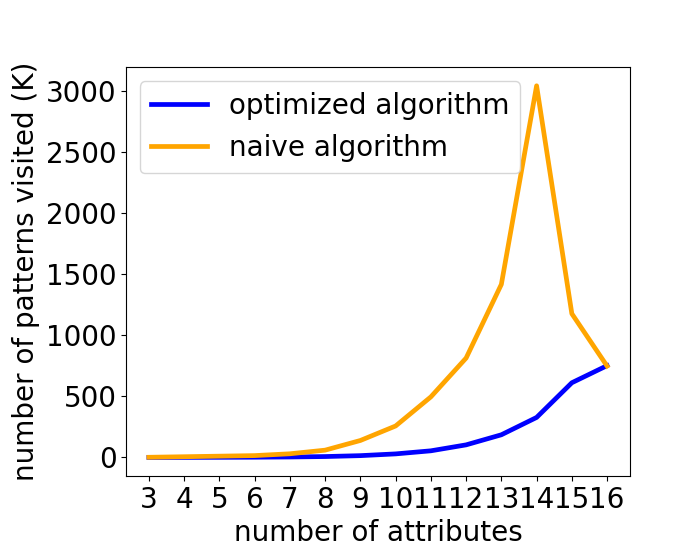 number of patterns visited (K)
3000
2500
2000
1500
1000
500
0
optimized algorithm
naive algorithm
3 4 5 6 7 8 9 10 11 12 13 14 15 16
number of attributes